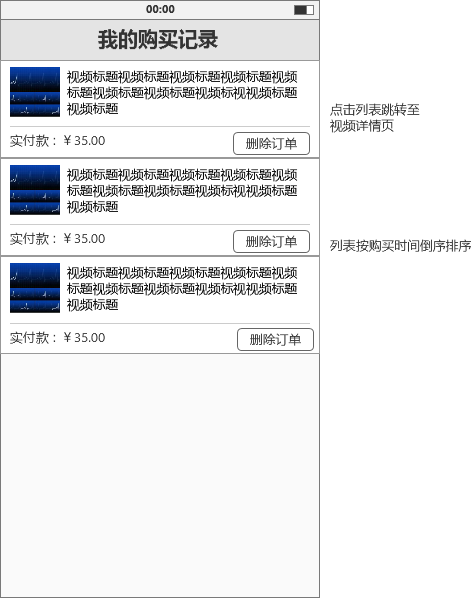 00:00
我的购买记录
视频标题视频标题视频标题视频标题视频
标题视频标题视频标题视频标视视频标题
视频标题
实付款：￥35.00
删除订单
点击列表跳转至
视频详情页
视频标题视频标题视频标题视频标题视频
标题视频标题视频标题视频标视视频标题
视频标题
实付款：￥35.00
删除订单
列表按购买时间倒序排序
视频标题视频标题视频标题视频标题视频
标题视频标题视频标题视频标视视频标题
视频标题
实付款：￥35.00
删除订单